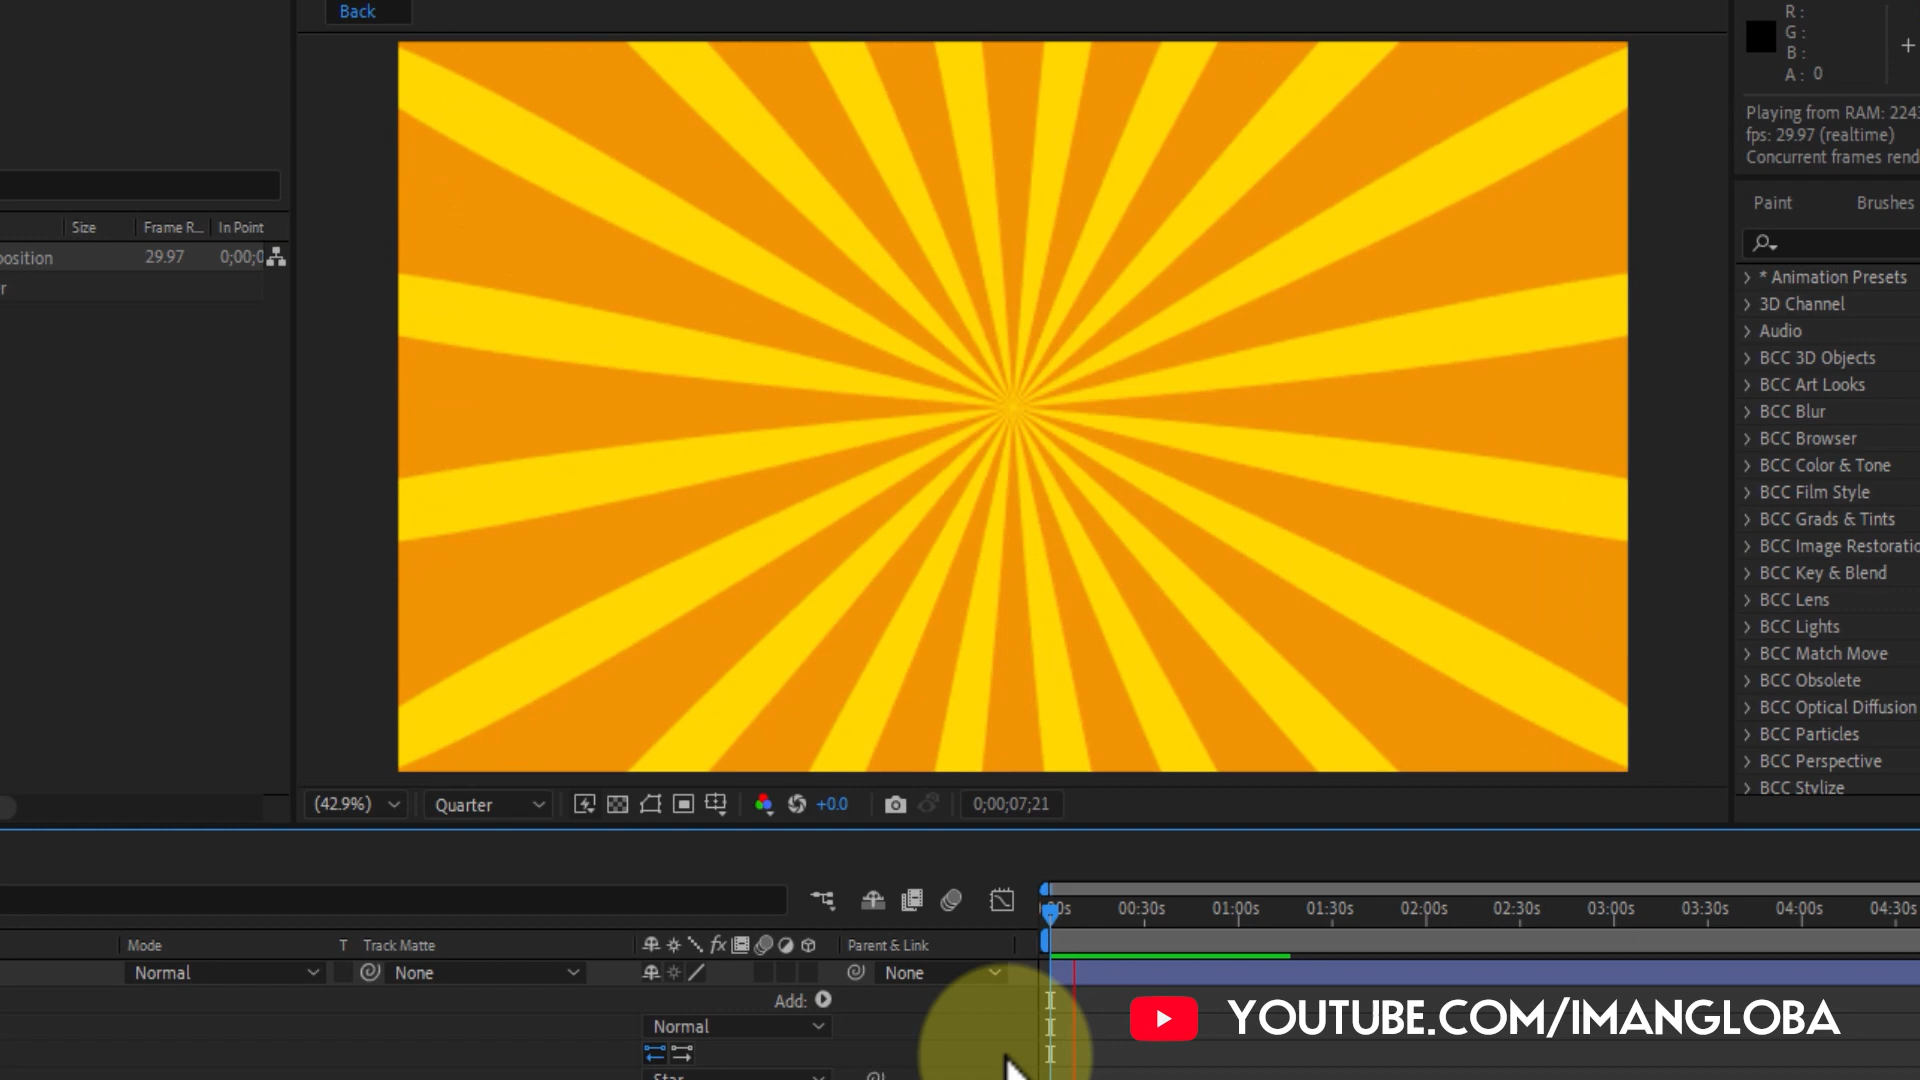 Back
R :
G :
B :
A : 0
Playing from RAM: 2243
fps: 29.97 (realtime)
Concurrent frames rend
Paint
Brushes
Size
Frame R...
In Point
position
29.97
0;00;0
r
* Animation Presets
3D Channel
Audio
BCC 3D Objects
BCC Art Looks
BCC Blur
BCC Browser
BCC Color & Tone
BCC Film Style
BCC Grads & Tints
BCC Image Restoratio
BCC Key & Blend
BCC Lens
BCC Lights
BCC Match Move
BCC Obsolete
BCC Optical Diffusion
BCC Particles
BCC Perspective
BCC Stylize
(42.9%)
Quarter
+0.0
0;00;07;21
00s
00:30s
01:00s
01:30s
02:00s
02:30s
03:00s
03:30s
04:00s
04:30s
Mode
T
Track Matte
fx
Parent & Link
Normal
None
None
Add:
Normal
Star
YOUTUBE.COM/IMANGLOBA